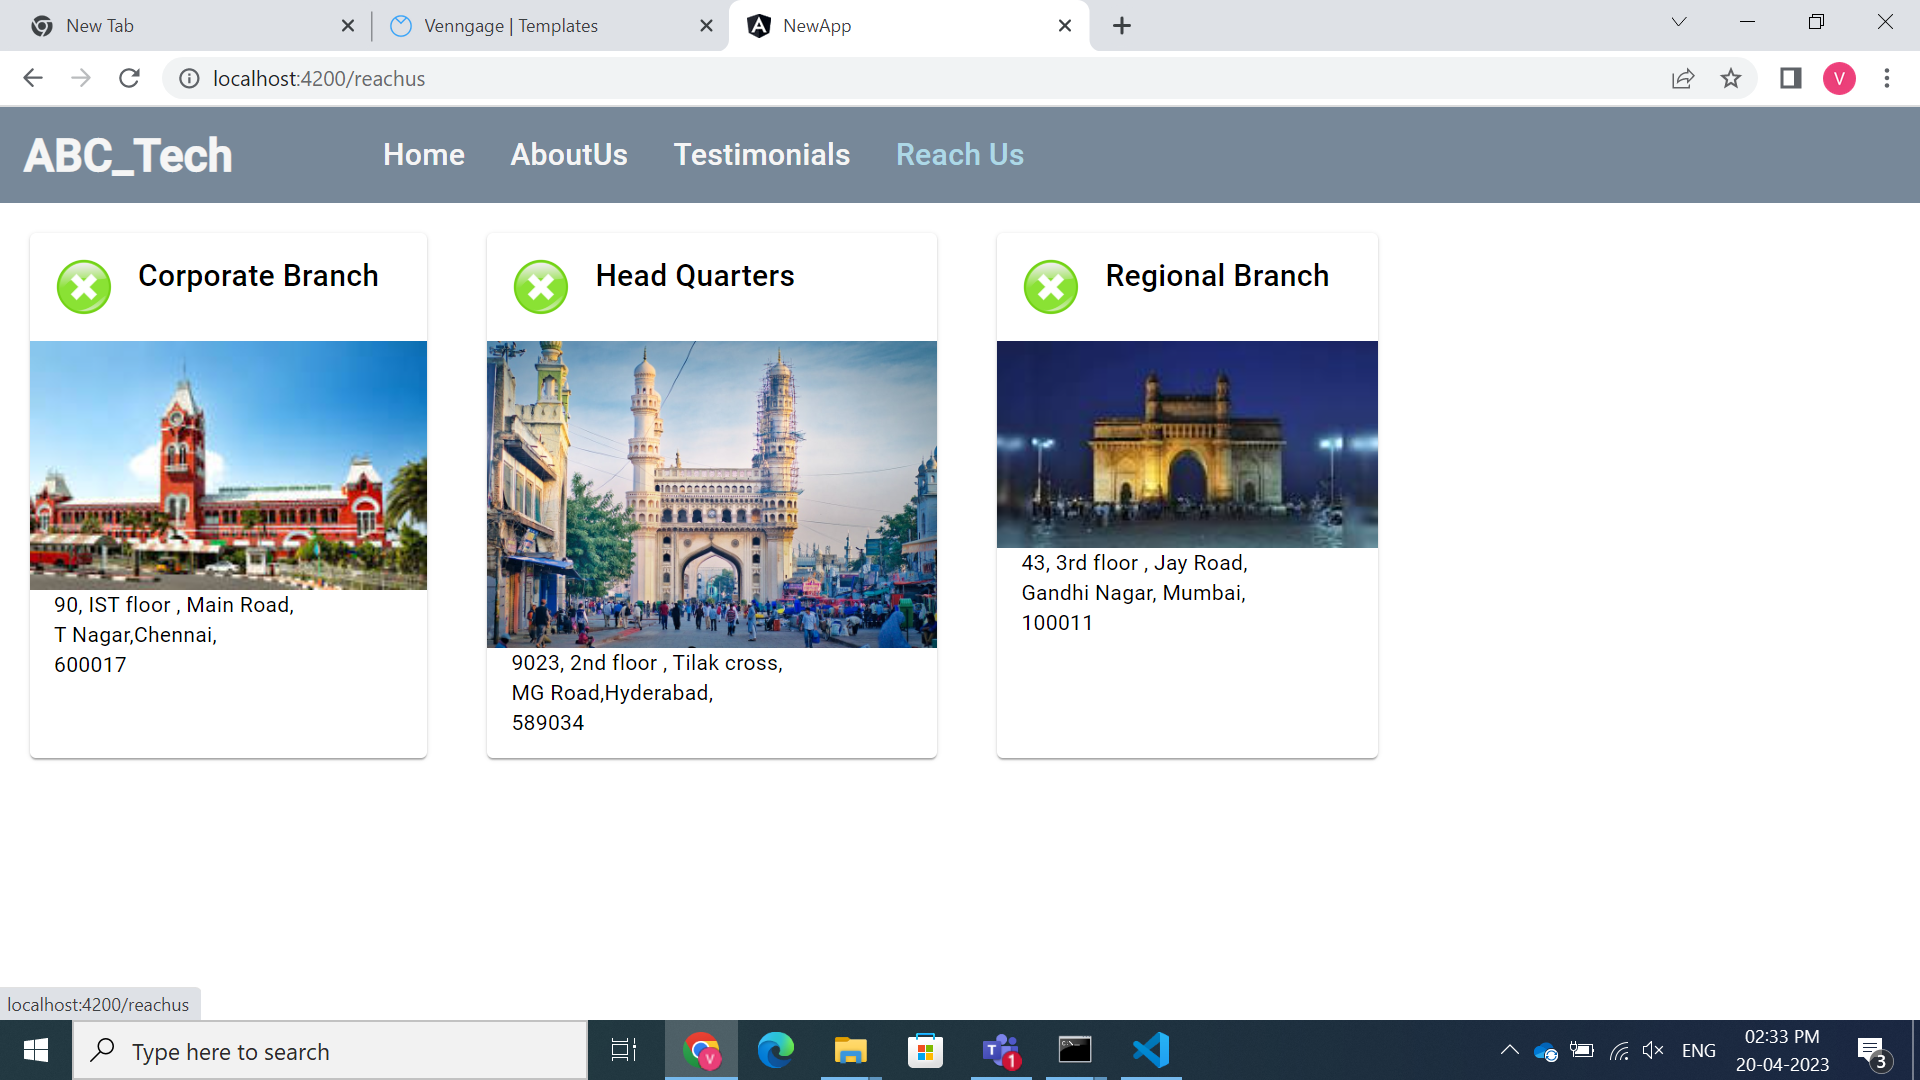 New Tab
Venngage | Templates
NewApp
localhost:4200/reachus
V
ABC_Tech
Home
AboutUs
Testimonials
Reach Us
Corporate Branch
90, IST floor , Main Road,
T Nagar,Chennai,
600017
Head Quarters
9023, 2nd floor , Tilak cross,
MG Road,Hyderabad,
589034
Regional Branch
43, 3rd floor , Jay Road,
Gandhi Nagar, Mumbai,
100011
localhost:4200/reachus
Type here to search
V
T
1
ENG
02:33 PM
20-04-2023
3